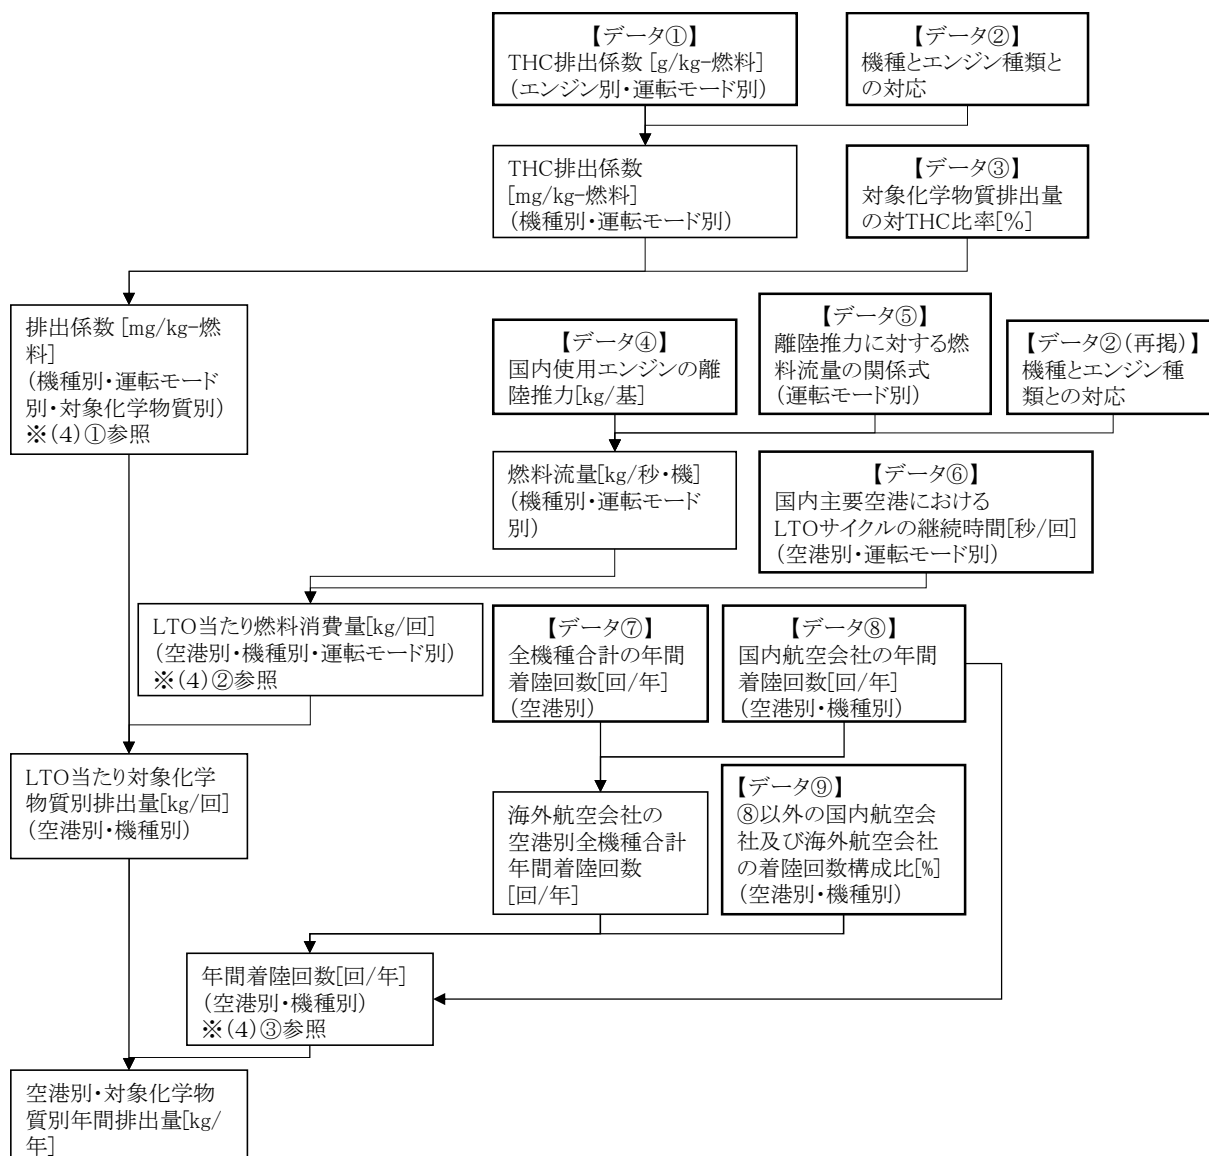 【データ①】
THC排出係数 [g/kg-燃料]
(エンジン別・運転モード別)
【データ②】
機種とエンジン種類と
の対応
THC排出係数
[mg/kg-燃料]
(機種別・運転モード別)
【データ③】
対象化学物質排出量
の対THC比率[%]
排出係数 [mg/kg-燃
料]
(機種別・運転モード
別・対象化学物質別)
※(4)①参照
【データ④】
国内使用エンジンの離
陸推力[kg/基]
【データ⑤】
離陸推力に対する燃
料流量の関係式
(運転モード別)
【データ②(再掲)】
機種とエンジン種
類との対応
燃料流量[kg/秒・機]
(機種別・運転モード
別)
【データ⑥】
国内主要空港における
LTOサイクルの継続時間[秒/回]
(空港別・運転モード別)
LTO当たり燃料消費量[kg/回]
(空港別・機種別・運転モード別)
※(4)②参照
【データ⑦】
全機種合計の年間
着陸回数[回/年]
(空港別)
【データ⑧】
国内航空会社の年間
着陸回数[回/年]
(空港別・機種別)
LTO当たり対象化学
物質別排出量[kg/回]
(空港別・機種別)
海外航空会社の
空港別全機種合計
年間着陸回数
[回/年]
【データ⑨】
⑧以外の国内航空会
社及び海外航空会社
の着陸回数構成比[%]
(空港別・機種別)
年間着陸回数[回/年]
(空港別・機種別)
※(4)③参照
空港別・対象化学物
質別年間排出量[kg/
年]